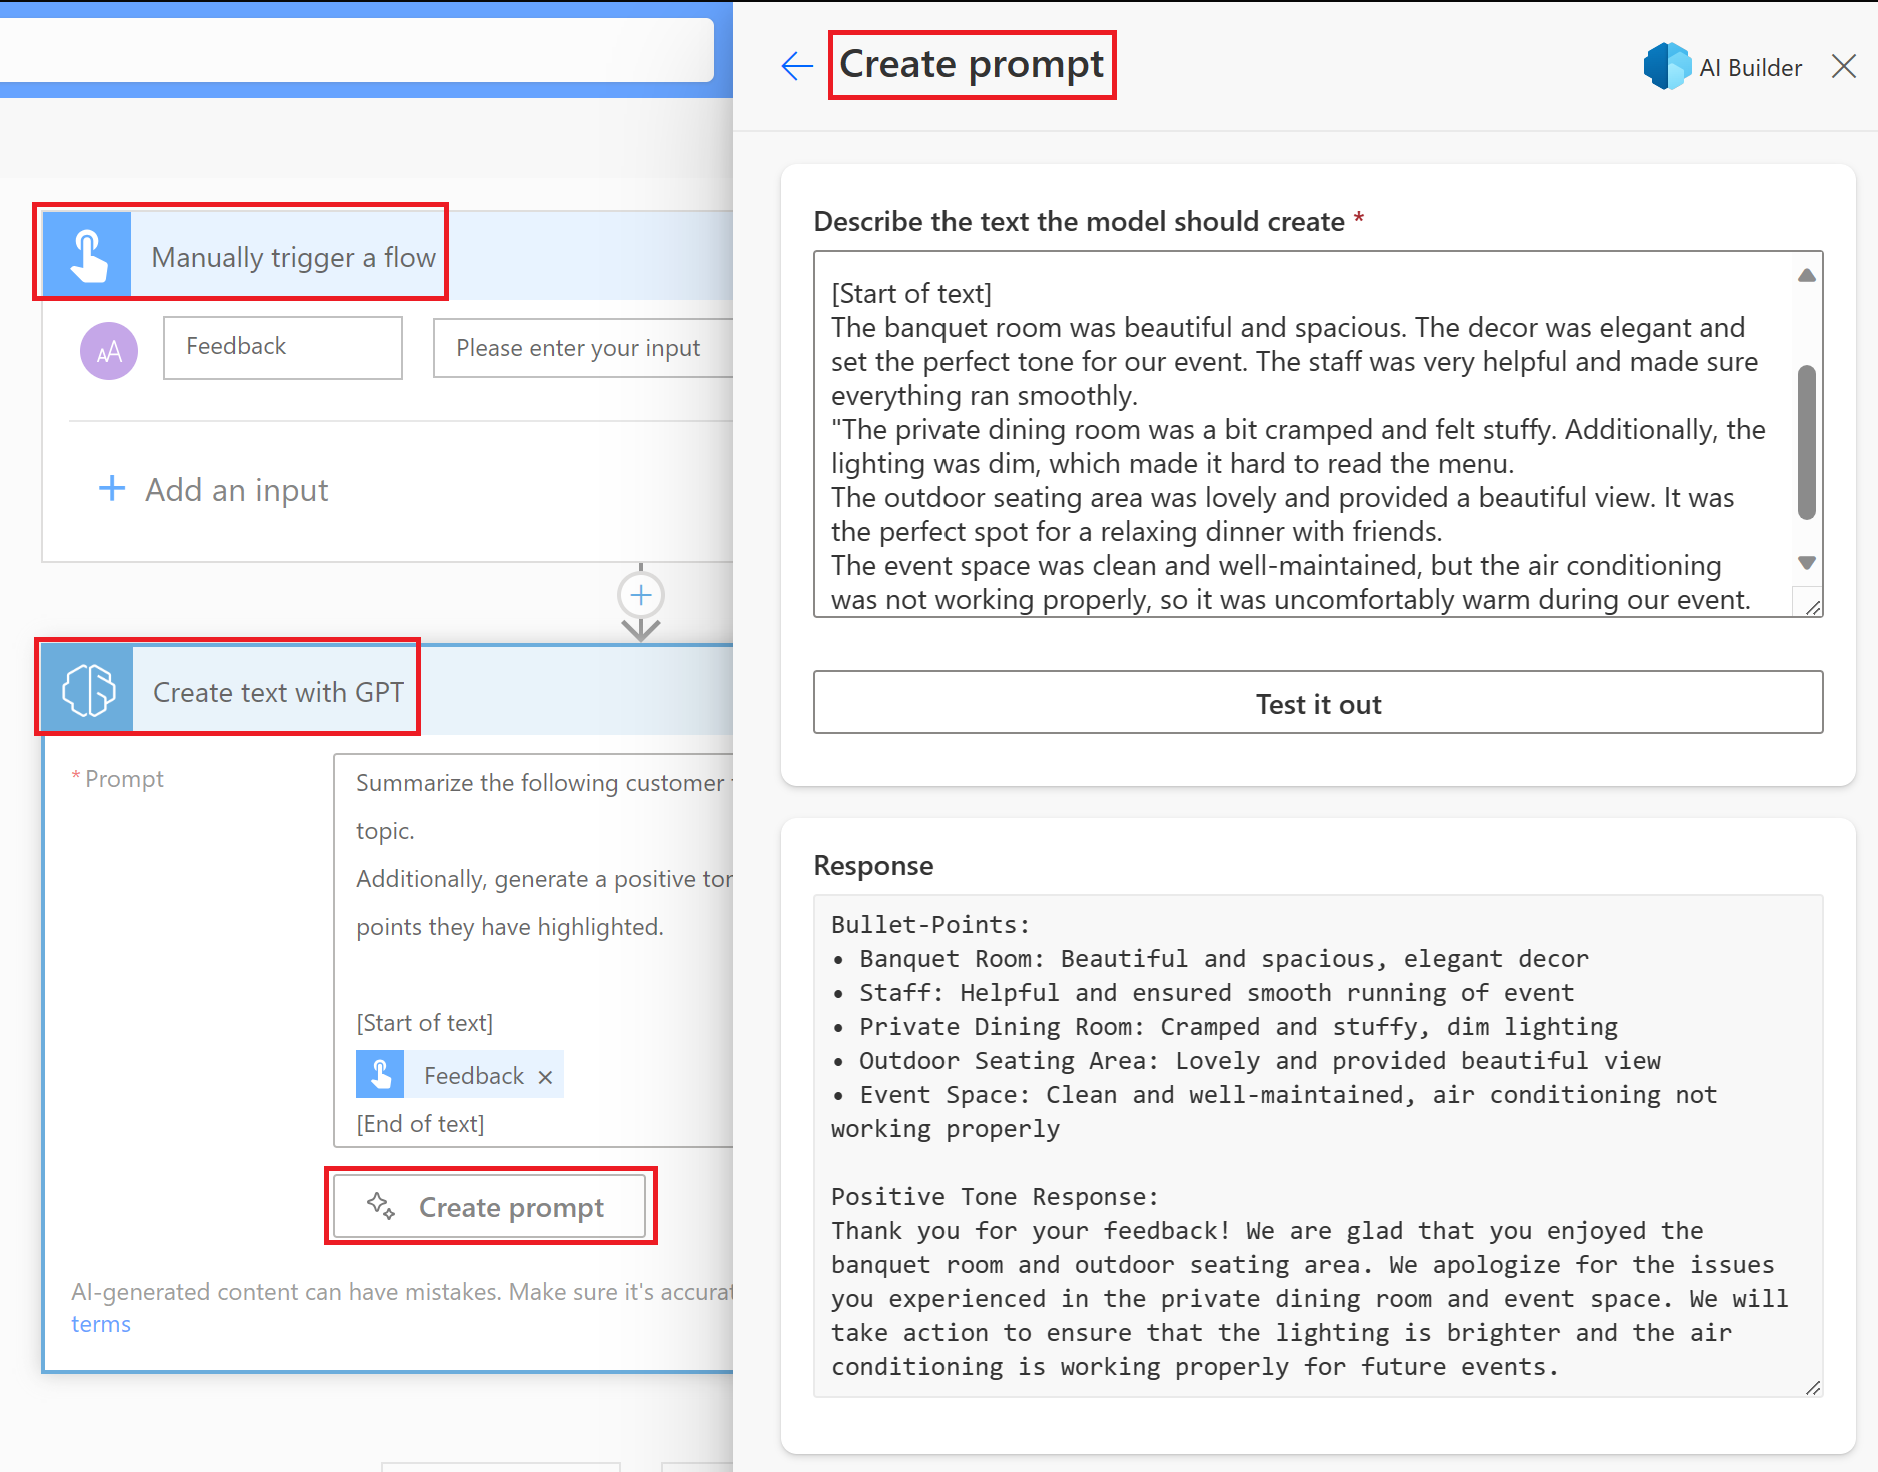 Manually trigger a flow
AA
Feedback
Please enter your input
Add an input
Create text with GPT
* Prompt
Summarize the following customer
topic.
Additionally, generate a positive
points they have highlighted.
[Start of text]
Feedback
[End of text]
Create prompt
AI-generated content can have mistakes. Make sure it's
terms
Create prompt
AI Builder
Describe the text the model should create *
[Start of text]
The banquet room was beautiful and spacious. The decor was elegant and
set the perfect tone for our event. The staff was very helpful and made sure
everything ran smoothly.
"The private dining room was a bit cramped and felt stuffy. Additionally, the
lighting was dim, which made it hard to read the menu.
The outdoor seating area was lovely and provided a beautiful view. It was
the perfect spot for a relaxing dinner with friends.
The event space was clean and well-maintained, but the air conditioning
was not working properly, so it was uncomfortably warm during our event.
Test it out
Response
Bullet-Points:
• Banquet Room: Beautiful and spacious, elegant decor
• Staff: Helpful and ensured smooth running of event
• Private Dining Room: Cramped and stuffy, dim lighting
• Outdoor Seating Area: Lovely and provided beautiful view
• Event Space: Clean and well-maintained, air conditioning not
working properly
Positive Tone Response:
Thank you for your feedback! We are glad that you enjoyed the
banquet room and outdoor seating area. We apologize for the issues
you experienced in the private dining room and event space. We will
take action to ensure that the lighting is brighter and the air
conditioning is working properly for future events.